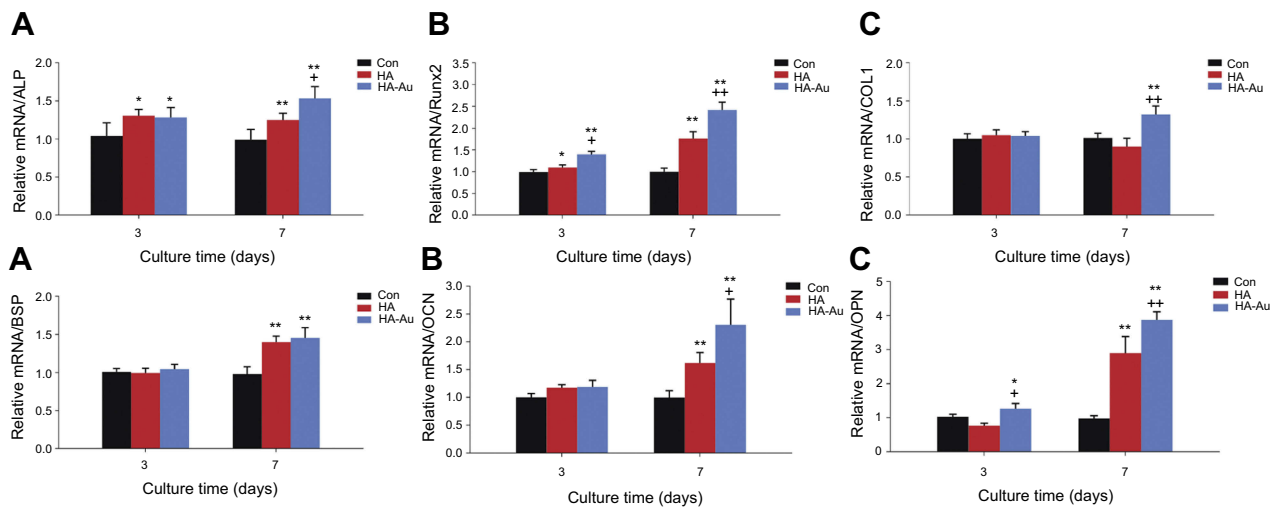 A
Relative mRNA/ALP
2.0
1.5
1.0
0.5
0.0
* *
**
**
+
Con
HA
HA-Au
3 7
Culture time (days)
B
Relative mRNA/Runx2
3.5
3.0
2.5
2.0
1.5
1.0
0.5
0.0
*
**
+
**
**
++
Con
HA
HA-Au
3 7
Culture time (days)
C
Relative mRNA/COL1
2.0
1.5
1.0
0.5
0.0
**
++
Con
HA
HA-Au
3 7
Culture time (days)
A
Relative mRNA/BSP
2.0
1.5
1.0
0.5
0.0
** **
Con
HA
HA-Au
3 7
Culture time (days)
B
Relative mRNA/OCN
3.0
2.5
2.0
1.5
1.0
0.5
0.0
**
**
+
Con
HA
HA-Au
3 7
Culture time (days)
C
Relative mRNA/OPN
5
4
3
2
1
0
*
+
**
**
++
Con
HA
HA-Au
3 7
Culture time (days)